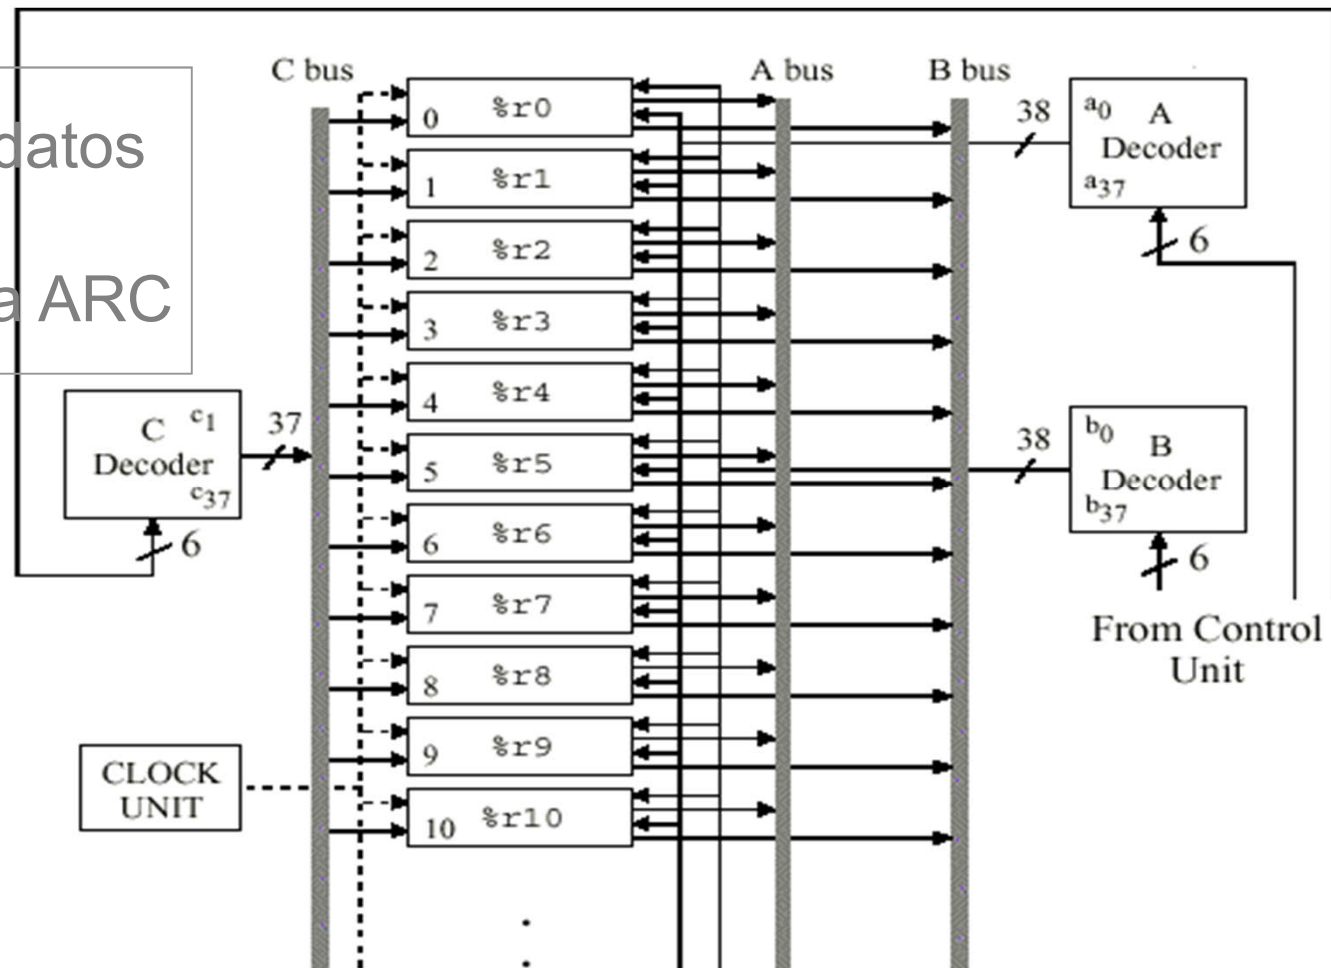 datos
a ARC
C bus
A bus
B bus
0 %r0
1 %r1
2 %r2
3 %r3
4 %r4
5 %r5
6 %r6
7 %r7
8 %r8
9 %r9
10 %r10
38
a0 A
Decoder
a37
6
C c1
Decoder
c37
37
6
38
b0 B
Decoder
b37
6
From Control
Unit
CLOCK
UNIT